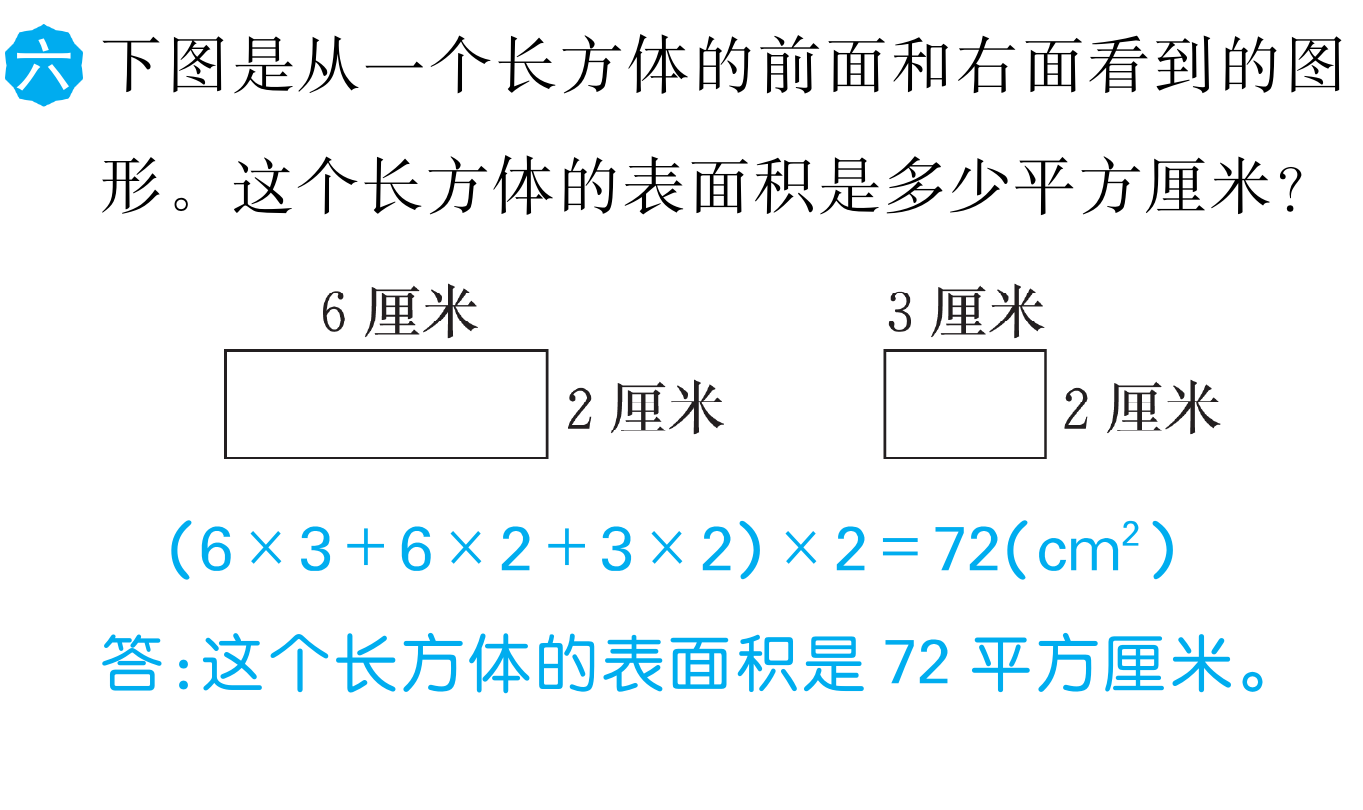 六 下图是从一个长方体的前面和右面看到的图
形。这个长方体的表面积是多少平方厘米?
6 厘米 3 厘米
2 厘米 2 厘米
(6×3+6×2+3×2)×2=72(cm²)
答:这个长方体的表面积是 72 平方厘米。